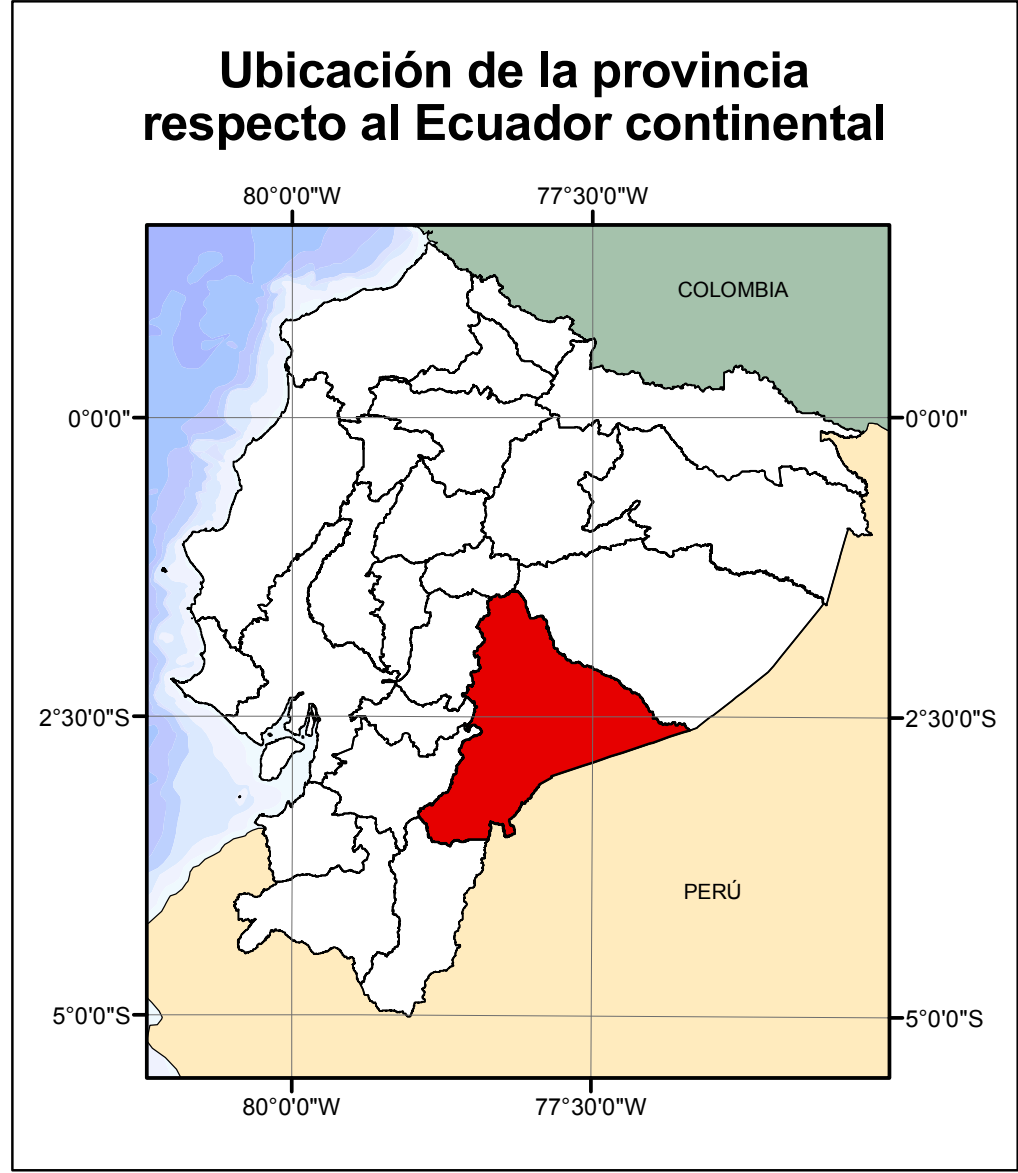 Ubicación de la provincia
respecto al Ecuador continental
80°0'0"W
77°30'0"W
COLOMBIA
0°0'0"
0°0'0"
2°30'0"S
2°30'0"S
PERÚ
5°0'0"S
5°0'0"S
80°0'0"W
77°30'0"W